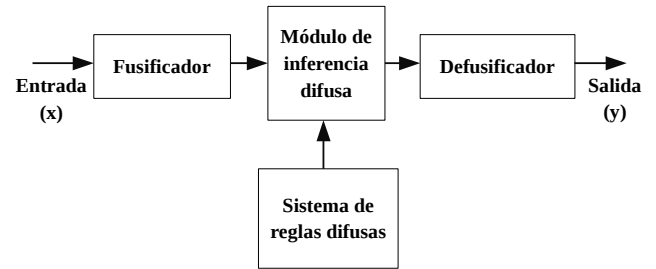 Entrada
(x)
Fusificador
Módulo de
inferencia
difusa
Defusificador
Salida
(y)
Sistema de
reglas difusas